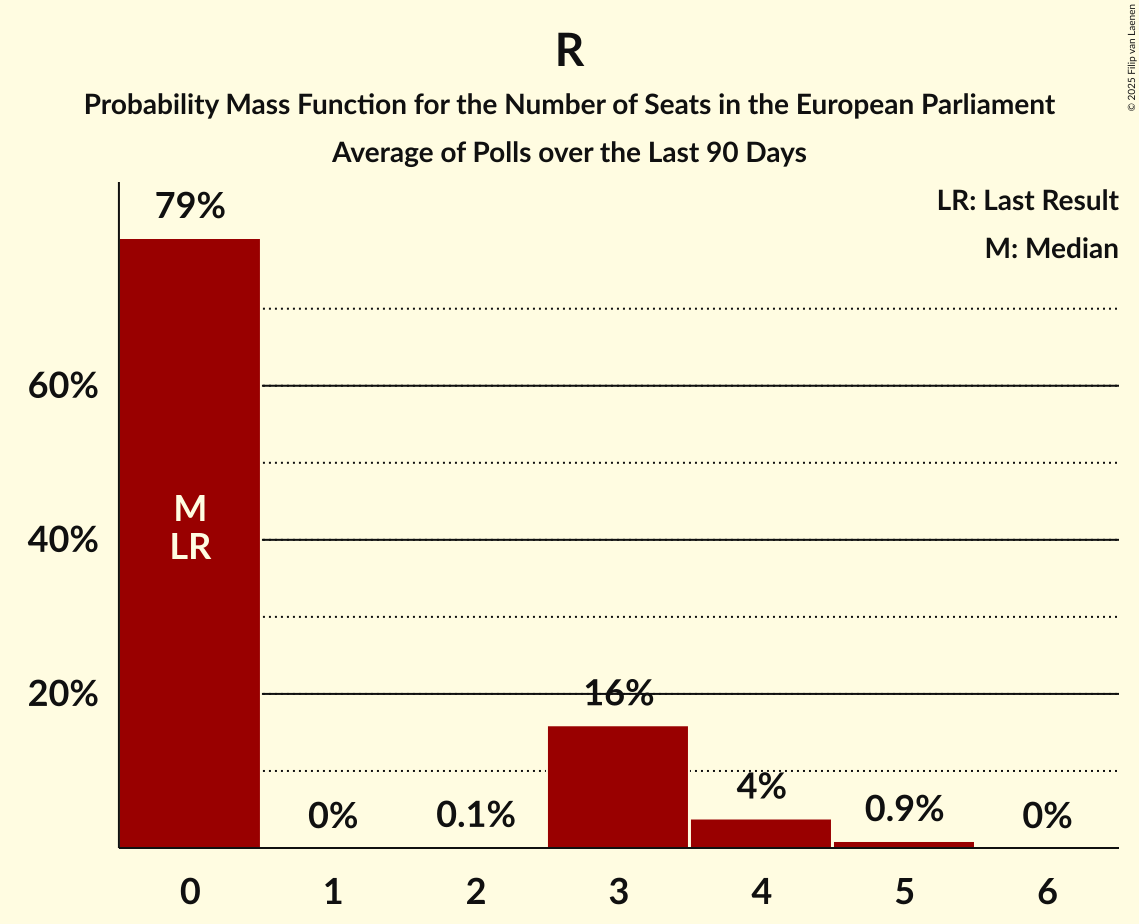 R
Probability Mass Function for the Number of Seats in the European Parliament
Average of Polls over the Last 90 Days
© 2025 Filip van Laenen
LR: Last Result
M: Median
79%
60%
40%
20%
M
LR
0%
0.1%
16%
4%
0.9%
0%
0 1 2 3 4 5 6